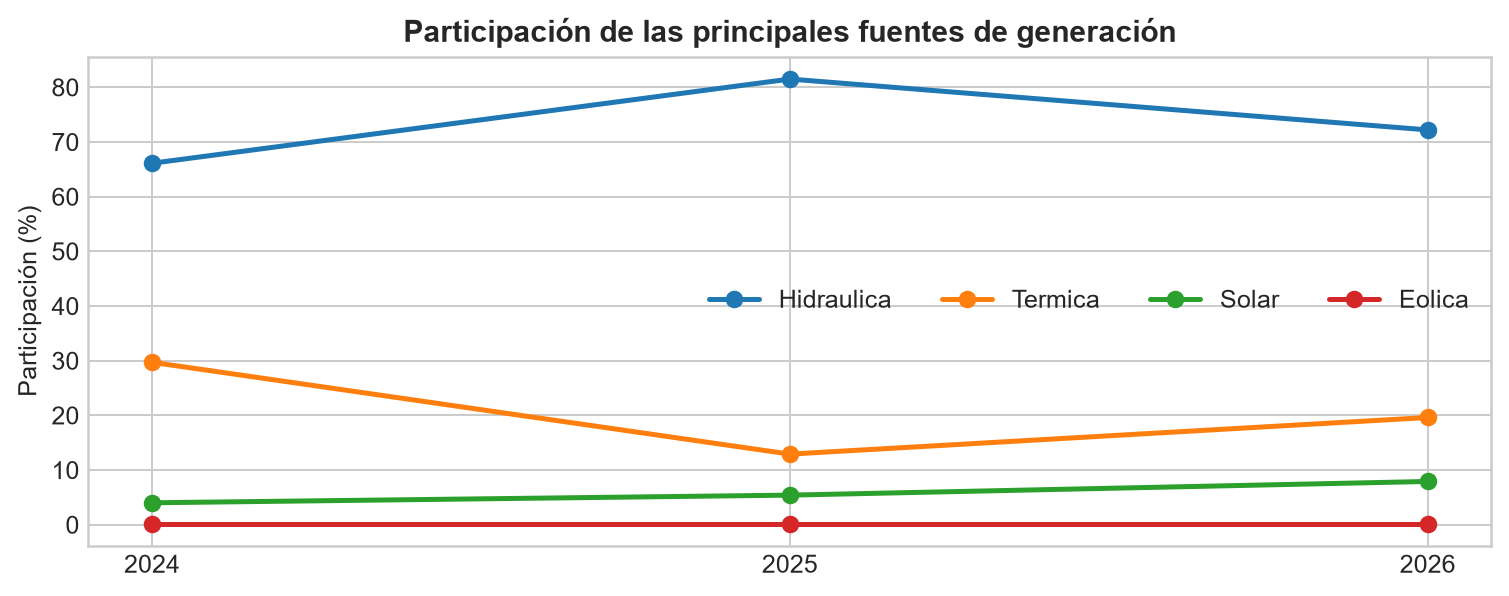 Participación de las principales fuentes de generación
Participación (%)
80
70
60
50
40
30
20
10
0
Hidraulica Termica Solar Eolica
2024 2025 2026